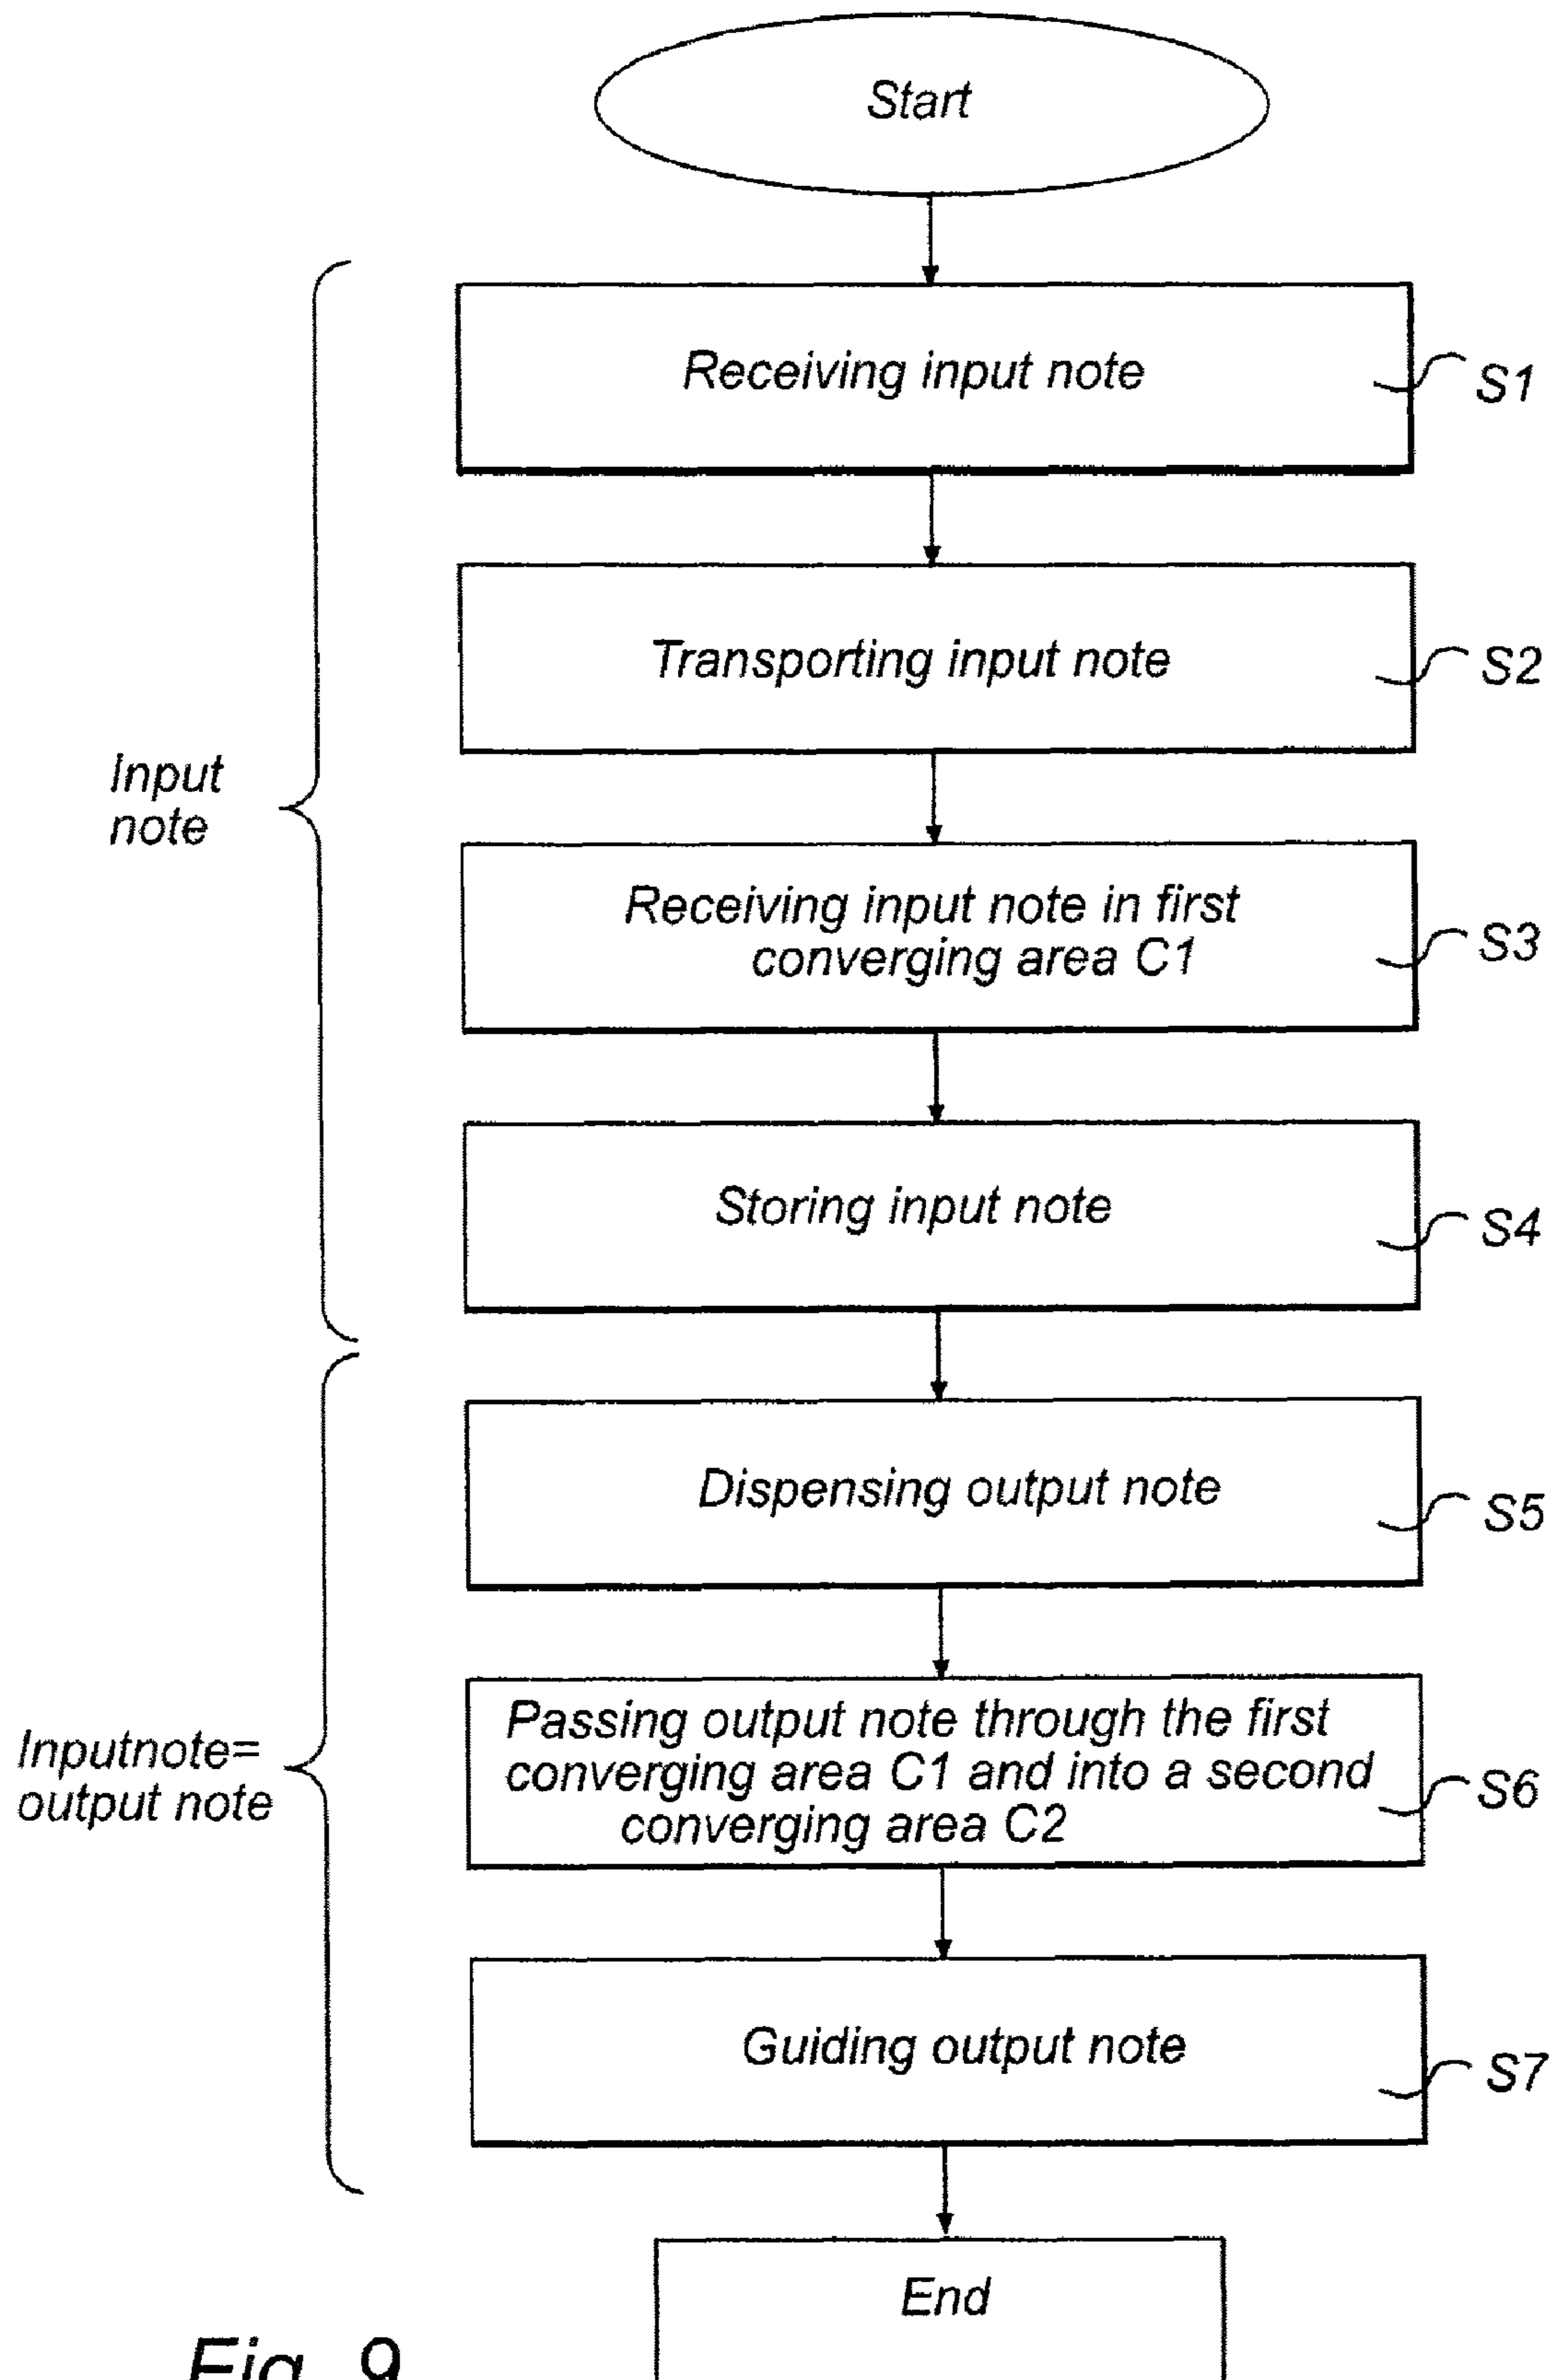 Start
Receiving input note
S1
Transporting input note
S2
Input
note
Receiving input note in first
converging area C1
S3
Storing input note
S4
Dispensing output note
S5
Inputnote=
output note
Passing output note through the first
converging area C1 and into a second
converging area C2
S6
Guiding output note
S7
End
Fig. 9